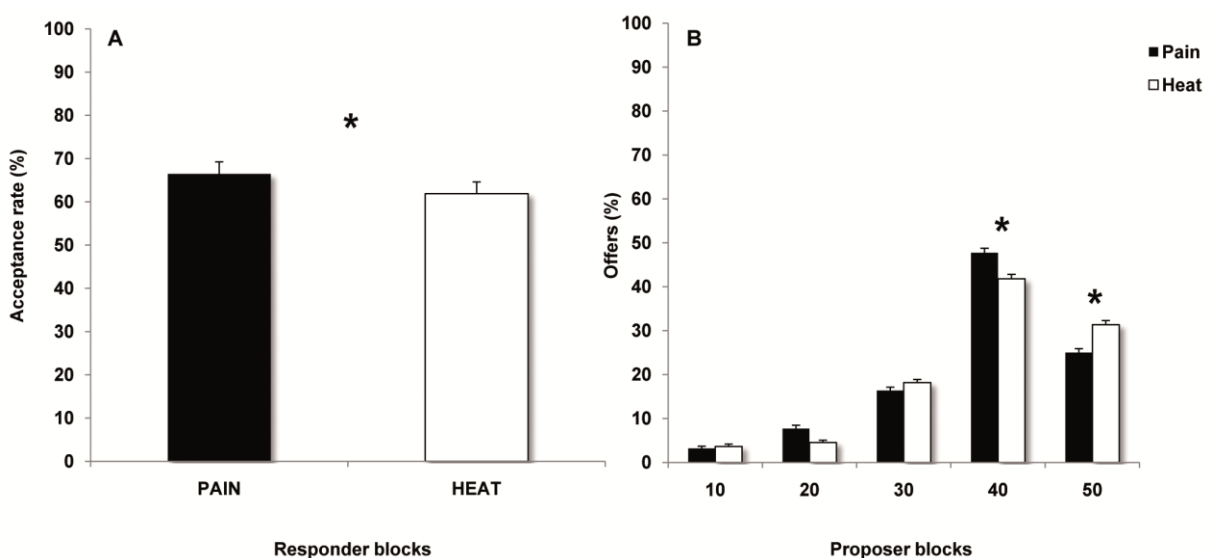 A
100
90
80
70
60
50
40
30
20
10
0
Acceptance rate (%)
*
PAIN HEAT
Responder blocks
B
100
90
80
70
60
50
40
30
20
10
0
Offers (%)
Pain
Heat
*
*
10 20 30 40 50
Proposer blocks